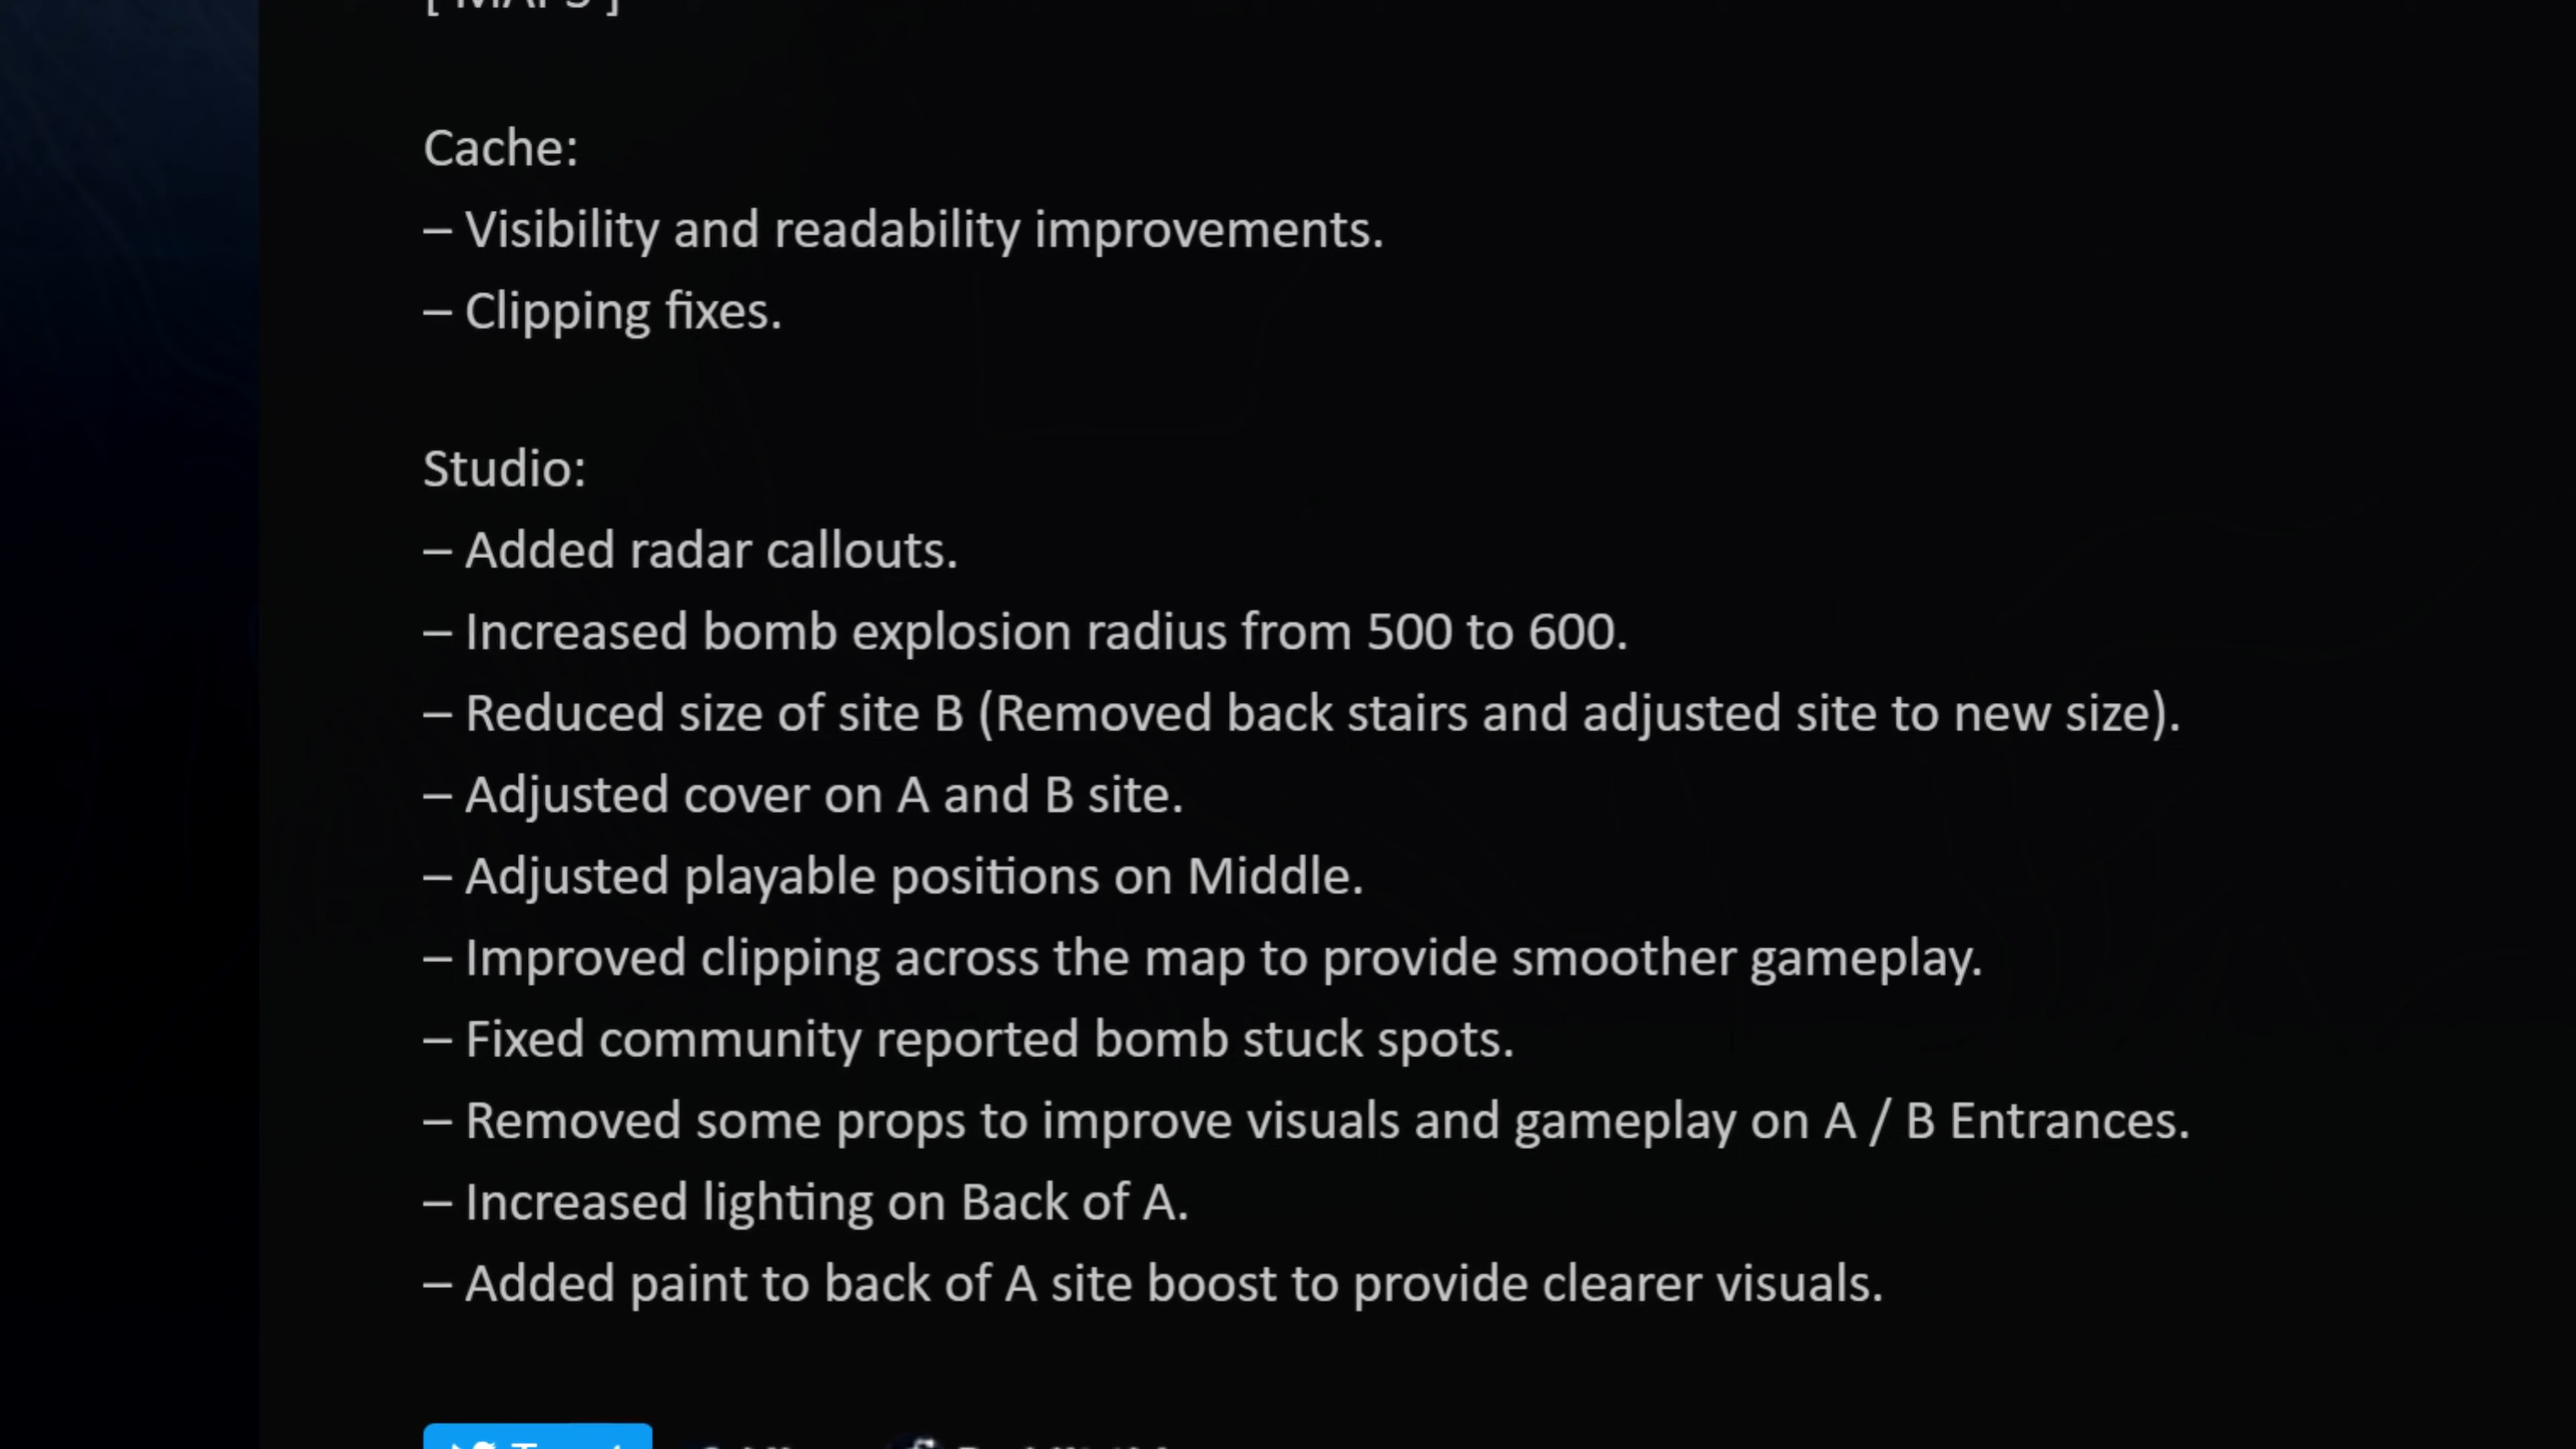 [ MAPS ]
Cache:
– Visibility and readability improvements.
– Clipping fixes.
Studio:
– Added radar callouts.
– Increased bomb explosion radius from 500 to 600.
– Reduced size of site B (Removed back stairs and adjusted site to new size).
– Adjusted cover on A and B site.
– Adjusted playable positions on Middle.
– Improved clipping across the map to provide smoother gameplay.
– Fixed community reported bomb stuck spots.
– Removed some props to improve visuals and gameplay on A / B Entrances.
– Increased lighting on Back of A.
– Added paint to back of A site boost to provide clearer visuals.
Tweet